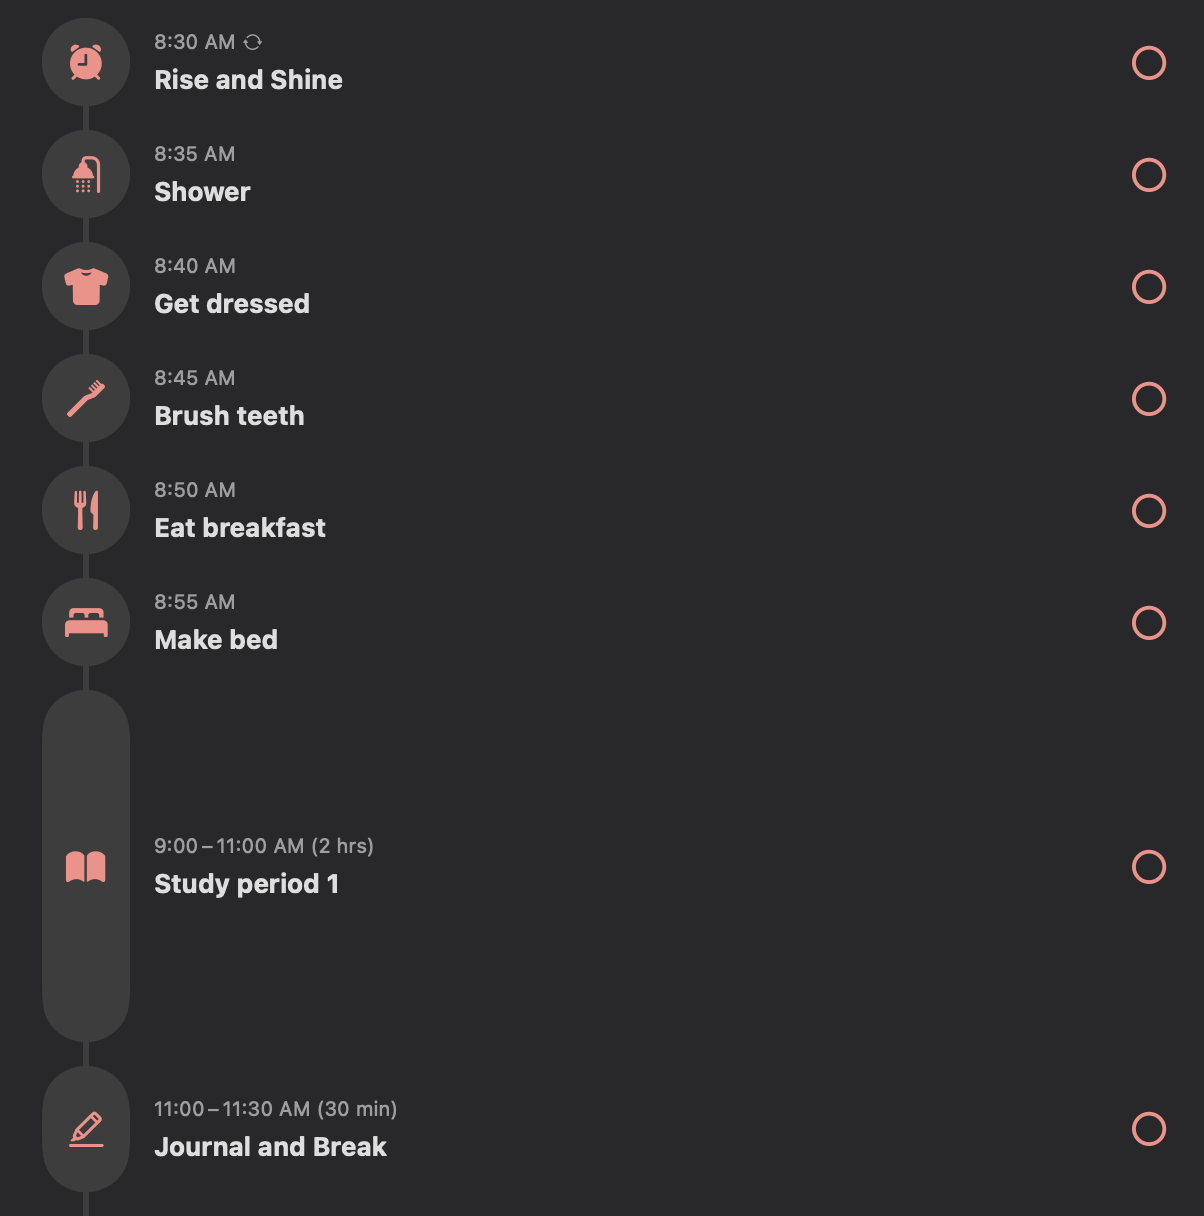 8:30 AM
Rise and Shine
8:35 AM
Shower
8:40 AM
Get dressed
8:45 AM
Brush teeth
8:50 AM
Eat breakfast
8:55 AM
Make bed
9:00 – 11:00 AM (2 hrs)
Study period 1
11:00 – 11:30 AM (30 min)
Journal and Break